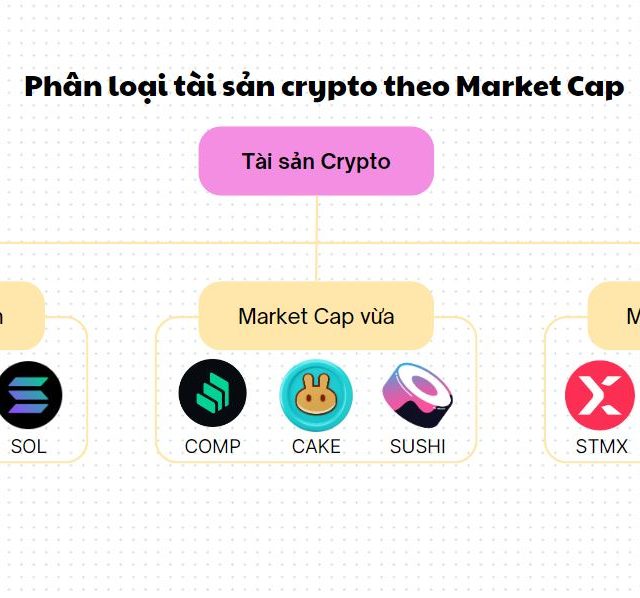 Phân loại tài sản crypto theo Market Cap
Tài sản Crypto
Market Cap vừa
SOL
COMP
CAKE
SUSHI
STMX